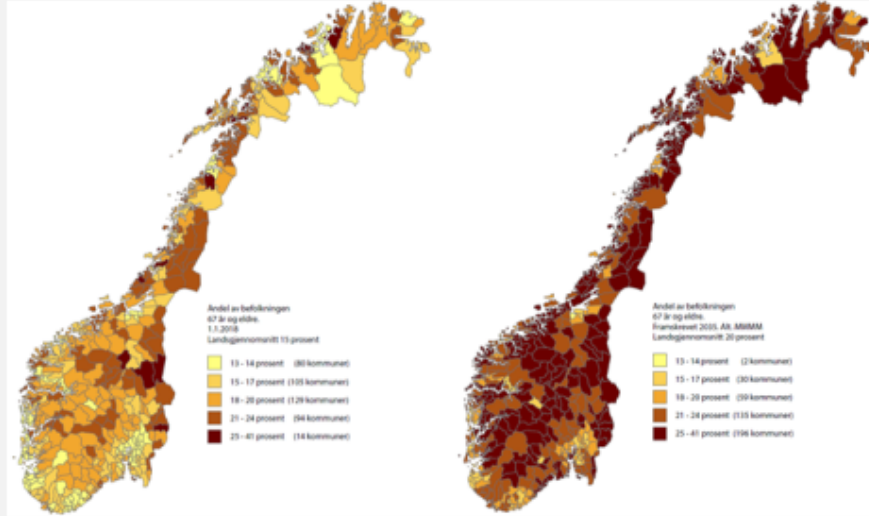 Andel av befolkningen
67 år og eldre.
1.1.2018
Landsgjennomsnitt 15 prosent
13 - 14 prosent (80 kommuner)
15 - 17 prosent (105 kommuner)
18 - 20 prosent (129 kommuner)
21 - 24 prosent (94 kommuner)
25 - 41 prosent (14 kommuner)
Andel av befolkningen
67 år og eldre.
Framskrevet 2035. Alt. MMMM
Landsgjennomsnitt 20 prosent
13 - 14 prosent (2 kommuner)
15 - 17 prosent (30 kommuner)
18 - 20 prosent (59 kommuner)
21 - 24 prosent (135 kommuner)
25 - 41 prosent (196 kommuner)